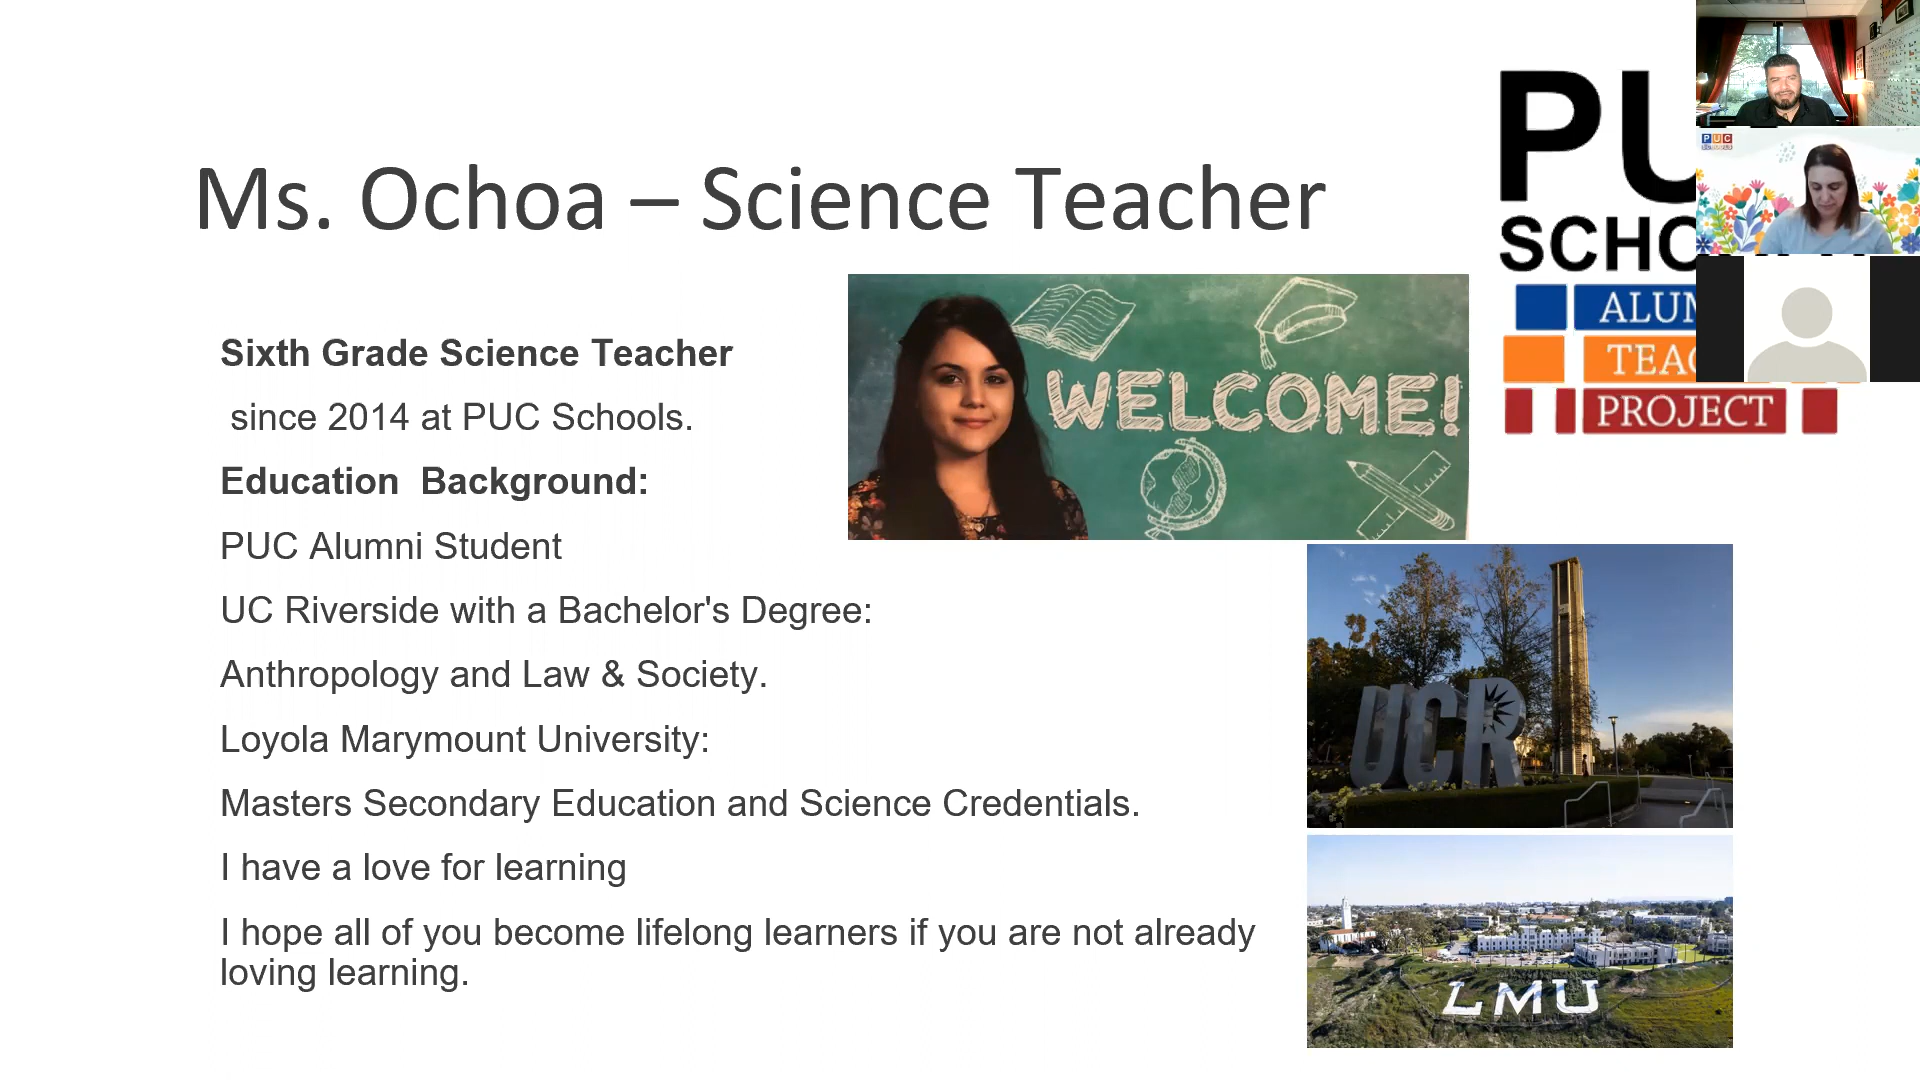 Ms. Ochoa – Science Teacher
PU
SCHO
ALUM
TEAC
PROJECT
PUC
WELCOME!
Sixth Grade Science Teacher
since 2014 at PUC Schools.
Education  Background:
PUC Alumni Student
UC Riverside with a Bachelor's Degree:
Anthropology and Law & Society.
Loyola Marymount University:
Masters Secondary Education and Science Credentials.
I have a love for learning
I hope all of you become lifelong learners if you are not already
loving learning.
UCR
LMU